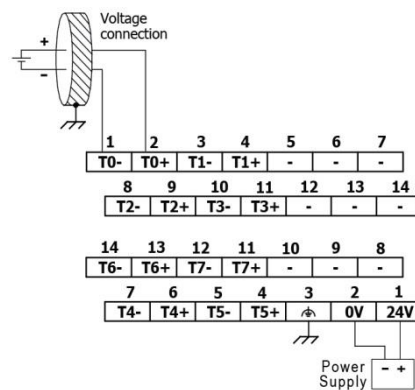 Voltage
connection
+
-
1 2 3 4 5 6 7
T0- T0+ T1- T1+ - - -
8 9 10 11 12 13 14
T2- T2+ T3- T3+ - - -
14 13 12 11 10 9 8
T6- T6+ T7- T7+ - - -
7 6 5 4 3 2 1
T4- T4+ T5- T5+ 0V 24V
Power
Supply
- +